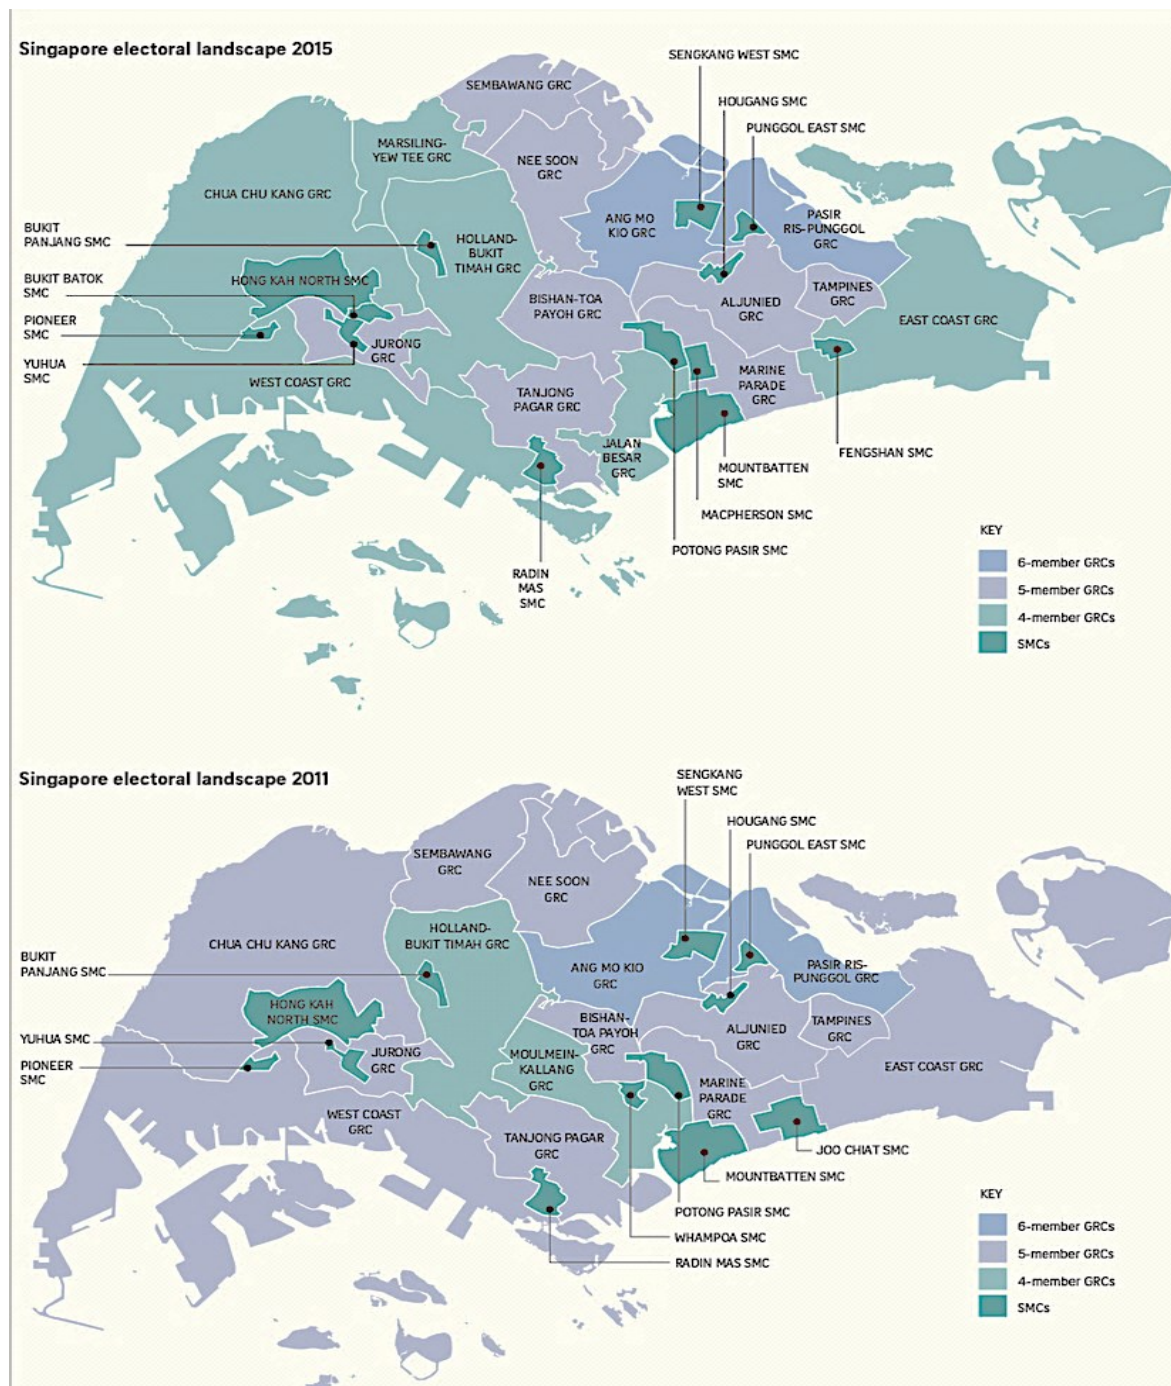 Singapore electoral landscape 2015
SENGKANG WEST SMC
HOUGANG SMC
PUNGGOL EAST SMC
SEMBAWANG GRC
MARSILING-
YEW TEE GRC
NEE SOON
GRC
CHUA CHU KANG GRC
ANG MO
KIO GRC
PASIR
RIS-PUNGGOL
GRC
BUKIT
PANJANG SMC
HOLLAND-
BUKIT
TIMAH GRC
BUKIT BATOK
SMC
HONG KAH NORTH SMC
BISHAN-TOA
PAYOH GRC
ALJUNIED
GRC
TAMPINES
GRC
EAST COAST GRC
PIONEER
SMC
JURONG
GRC
YUHUA
SMC
WEST COAST GRC
MARINE
PARADE
GRC
TANJONG
PAGAR GRC
JALAN
BESAR
GRC
FENGSHAN SMC
MOUNTBATTEN
SMC
MACPHERSON SMC
POTONG PASIR SMC
RADIN
MAS
SMC
KEY
6-member GRCs
5-member GRCs
4-member GRCs
SMCs
Singapore electoral landscape 2011
SENGKANG
WEST SMC
HOUGANG SMC
PUNGGOL EAST SMC
SEMBAWANG
GRC
NEE SOON
GRC
HOLLAND-
BUKIT TIMAH GRC
CHUA CHU KANG GRC
BUKIT
PANJANG SMC
ANG MO KIO
GRC
PASIR RIS-
PUNGGOL GRC
HONG KAH
NORTH SMC
BISHAN-
TOA PAYOH
GRC
ALJUNIED
GRC
TAMPINES
GRC
YUHUA SMC
JURONG
GRC
MOULMEIN-
KALLANG
GRC
EAST COAST GRC
PIONEER
SMC
MARINE
PARADE
GRC
WEST COAST
GRC
TANJONG PAGAR
GRC
JOO CHIAT SMC
MOUNTBATTEN SMC
POTONG PASIR SMC
WHAMPOA SMC
RADIN MAS SMC
KEY
6-member GRCs
5-member GRCs
4-member GRCs
SMCs